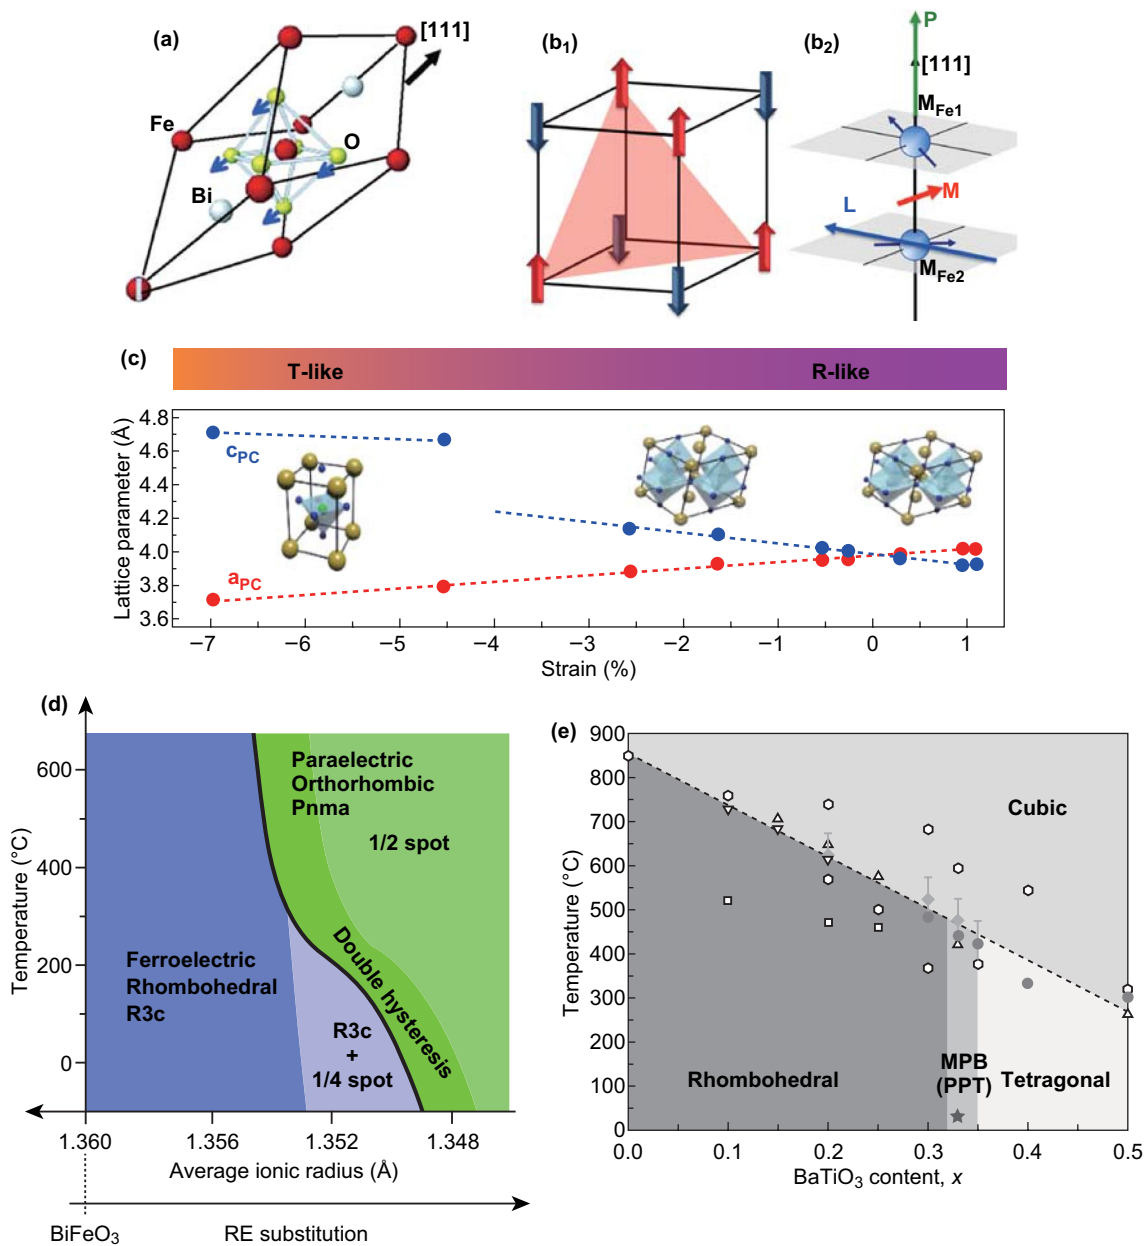 (a)
[111]
Fe
O
Bi
(b₁)
(b₂)
P
[111]
M_Fe1
M
L
M_Fe2
(c)
T-like
R-like
Lattice parameter (Å)
4.8
4.6
4.4
4.2
4.0
3.8
3.6
c_PC
a_PC
−7
−6
−5
−4
−3
−2
−1
0
1
Strain (%)
(d)
Temperature (°C)
600
400
200
0
Paraelectric
Orthorhombic
Pnma
1/2 spot
Double hysteresis
Ferroelectric
Rhombohedral
R3c
R3c
+
1/4 spot
1.360
1.356
1.352
1.348
Average ionic radius (Å)
BiFeO₃
RE substitution
(e)
Temperature (°C)
900
800
700
600
500
400
300
200
100
0
Cubic
Rhombohedral
MPB
(PPT)
Tetragonal
0.0
0.1
0.2
0.3
0.4
0.5
BaTiO₃ content, x